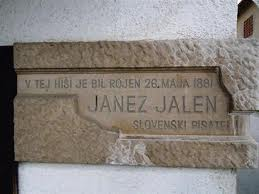 V TEJ HIŠI JE BIL ROJEN 26. MAJA 1891
JANEZ JALEN
SLOVENSKI PISATELJ